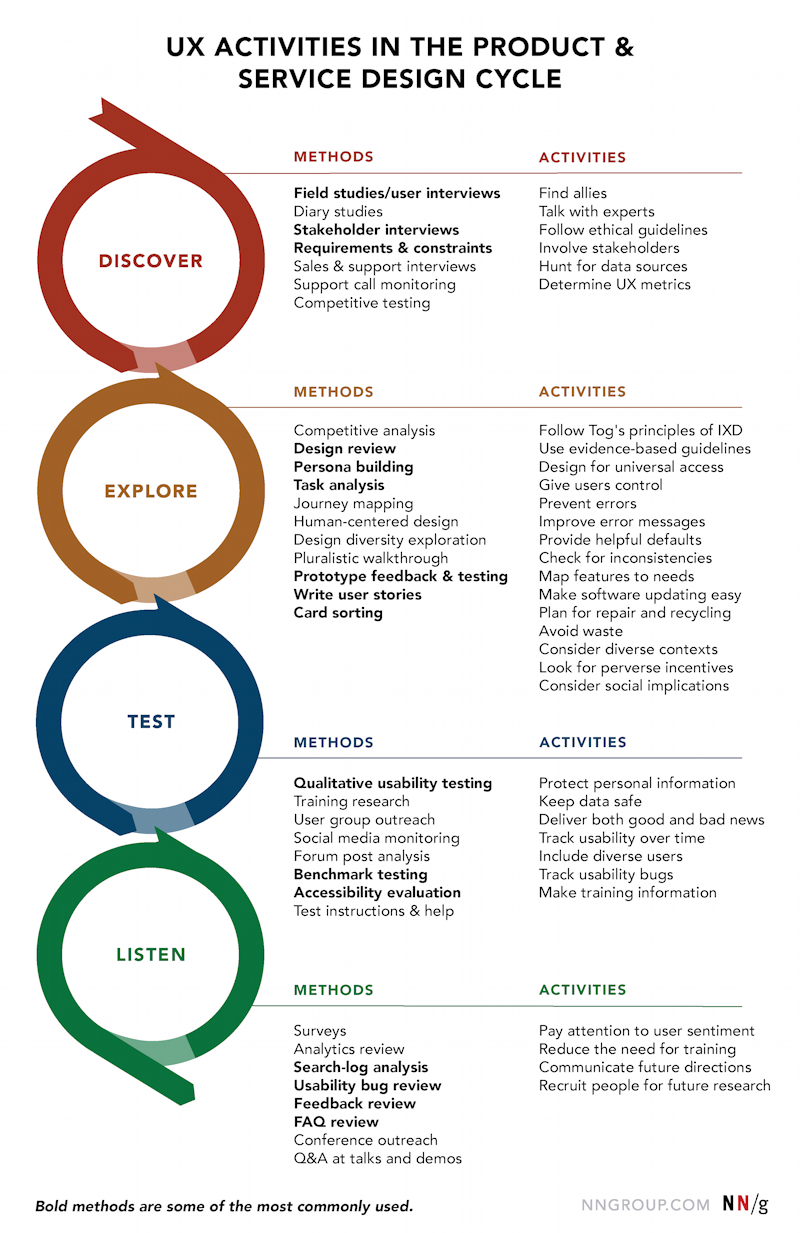 UX ACTIVITIES IN THE PRODUCT &
SERVICE DESIGN CYCLE
DISCOVER
METHODS
Field studies/user interviews
Diary studies
Stakeholder interviews
Requirements & constraints
Sales & support interviews
Support call monitoring
Competitive testing
ACTIVITIES
Find allies
Talk with experts
Follow ethical guidelines
Involve stakeholders
Hunt for data sources
Determine UX metrics
EXPLORE
METHODS
Competitive analysis
Design review
Persona building
Task analysis
Journey mapping
Human-centered design
Design diversity exploration
Pluralistic walkthrough
Prototype feedback & testing
Write user stories
Card sorting
ACTIVITIES
Follow Tog's principles of IXD
Use evidence-based guidelines
Design for universal access
Give users control
Prevent errors
Improve error messages
Provide helpful defaults
Check for inconsistencies
Map features to needs
Make software updating easy
Plan for repair and recycling
Avoid waste
Consider diverse contexts
Look for perverse incentives
Consider social implications
TEST
METHODS
Qualitative usability testing
Training research
User group outreach
Social media monitoring
Forum post analysis
Benchmark testing
Accessibility evaluation
Test instructions & help
ACTIVITIES
Protect personal information
Keep data safe
Deliver both good and bad news
Track usability over time
Include diverse users
Track usability bugs
Make training information
LISTEN
METHODS
Surveys
Analytics review
Search-log analysis
Usability bug review
Feedback review
FAQ review
Conference outreach
Q&A at talks and demos
ACTIVITIES
Pay attention to user sentiment
Reduce the need for training
Communicate future directions
Recruit people for future research
Bold methods are some of the most commonly used.
NNGROUP.COM NN/g